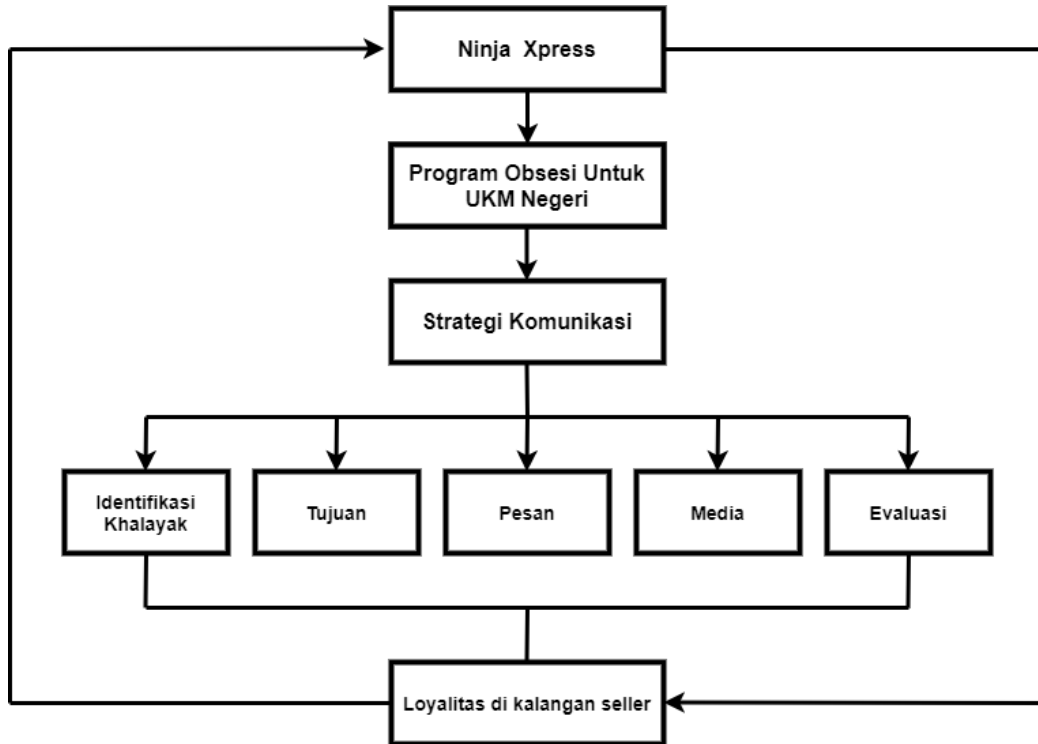 Ninja Xpress
Program Obsesi Untuk
UKM Negeri
Strategi Komunikasi
Identifikasi
Khalayak
Tujuan
Pesan
Media
Evaluasi
Loyalitas di kalangan seller